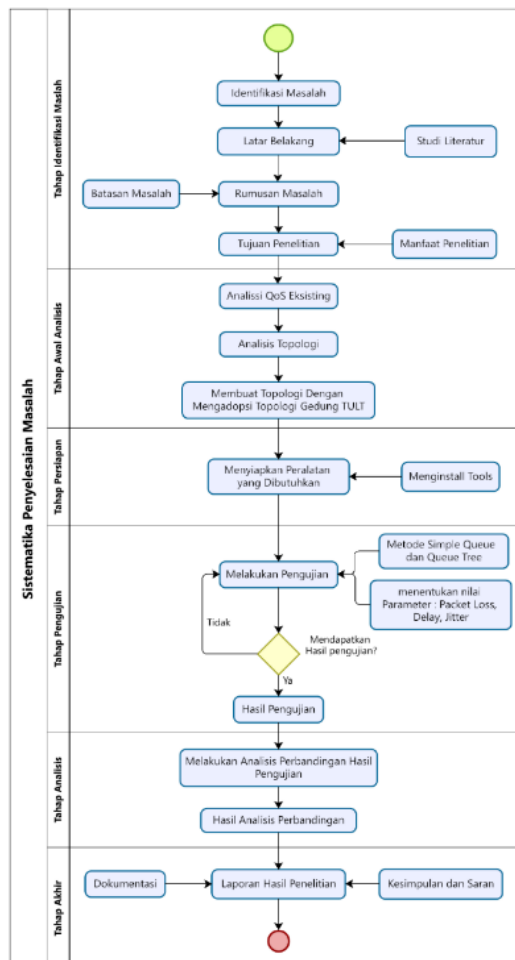 Sistematika Penyelesaian Masalah
Tahap Identifikasi Maslah
Identifikasi Masalah
Latar Belakang
Studi Literatur
Batasan Masalah
Rumusan Masalah
Tujuan Penelitian
Manfaat Penelitian
Tahap Awal Analisis
Analissi QoS Eksisting
Analisis Topologi
Membuat Topologi Dengan
Mengadopsi Topologi Gedung TULT
Tahap Persiapan
Menyiapkan Peralatan
yang Dibutuhkan
Menginstall Tools
Tahap Pengujian
Metode Simple Queue
dan Queue Tree
Melakukan Pengujian
menentukan nilai
Parameter : Packet Loss,
Delay, Jitter
Tidak
Mendapatkan
Hasil pengujian?
Ya
Hasil Pengujian
Tahap Analisis
Melakukan Analisis Perbandingan Hasil
Pengujian
Hasil Analisis Perbandingan
Tahap Akhir
Dokumentasi
Laporan Hasil Penelitian
Kesimpulan dan Saran